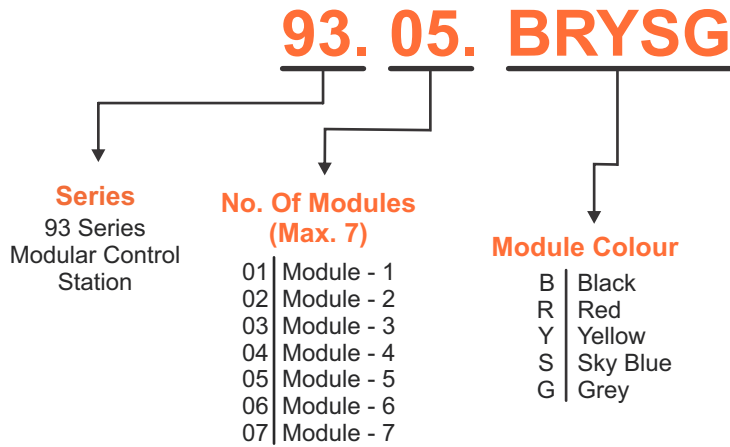 93. 05. BRYSG
Series
93 Series
Modular Control
Station
No. Of Modules
(Max. 7)
01 Module - 1
02 Module - 2
03 Module - 3
04 Module - 4
05 Module - 5
06 Module - 6
07 Module - 7
Module Colour
B Black
R Red
Y Yellow
S Sky Blue
G Grey